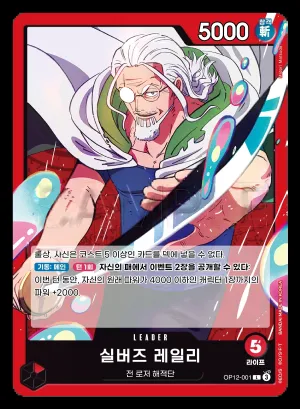 5000
참격
斬
룰상, 자신은 코스트 5 이상인 카드를 덱에 넣을 수 없다.
기동: 메인 턴 1회 자신의 패에서 이벤트 2장을 공개할 수 있다:
이번 턴 동안, 자신의 원래 파워가 4000 이하인 캐릭터 1장까지의
파워 +2000.
LEADER
실버즈 레일리
전 로저 해적단
5
라이프
OP12-001 L
3